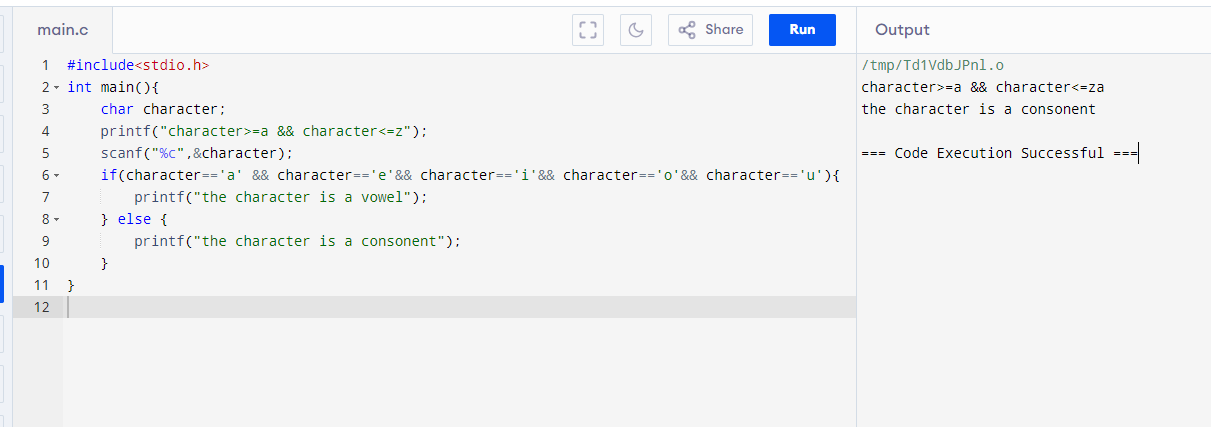 main.c
Share
Run
Output
1 #include<stdio.h>
2 int main(){
3 char character;
4 printf("character>=a && character<=z");
5 scanf("%c",&character);
6 if(character=='a' && character=='e'&& character=='i'&& character=='o'&& character=='u'){
7 printf("the character is a vowel");
8 } else {
9 printf("the character is a consonent");
10 }
11 }
12
/tmp/Td1VdbJPnl.o
character>=a && character<=za
the character is a consonent
=== Code Execution Successful ===